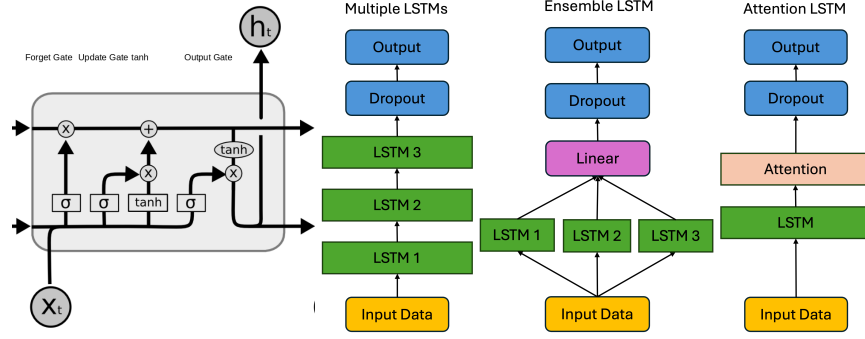 Forget Gate Update Gate tanh Output Gate
h t
x +
tanh
x x
σ σ tanh σ
X t
(
Multiple LSTMs
Output
Dropout
LSTM 3
LSTM 2
LSTM 1
Input Data
Ensemble LSTM
Output
Dropout
Linear
LSTM 1 LSTM 2 LSTM 3
Input Data
Attention LSTM
Output
Dropout
Attention
LSTM
Input Data